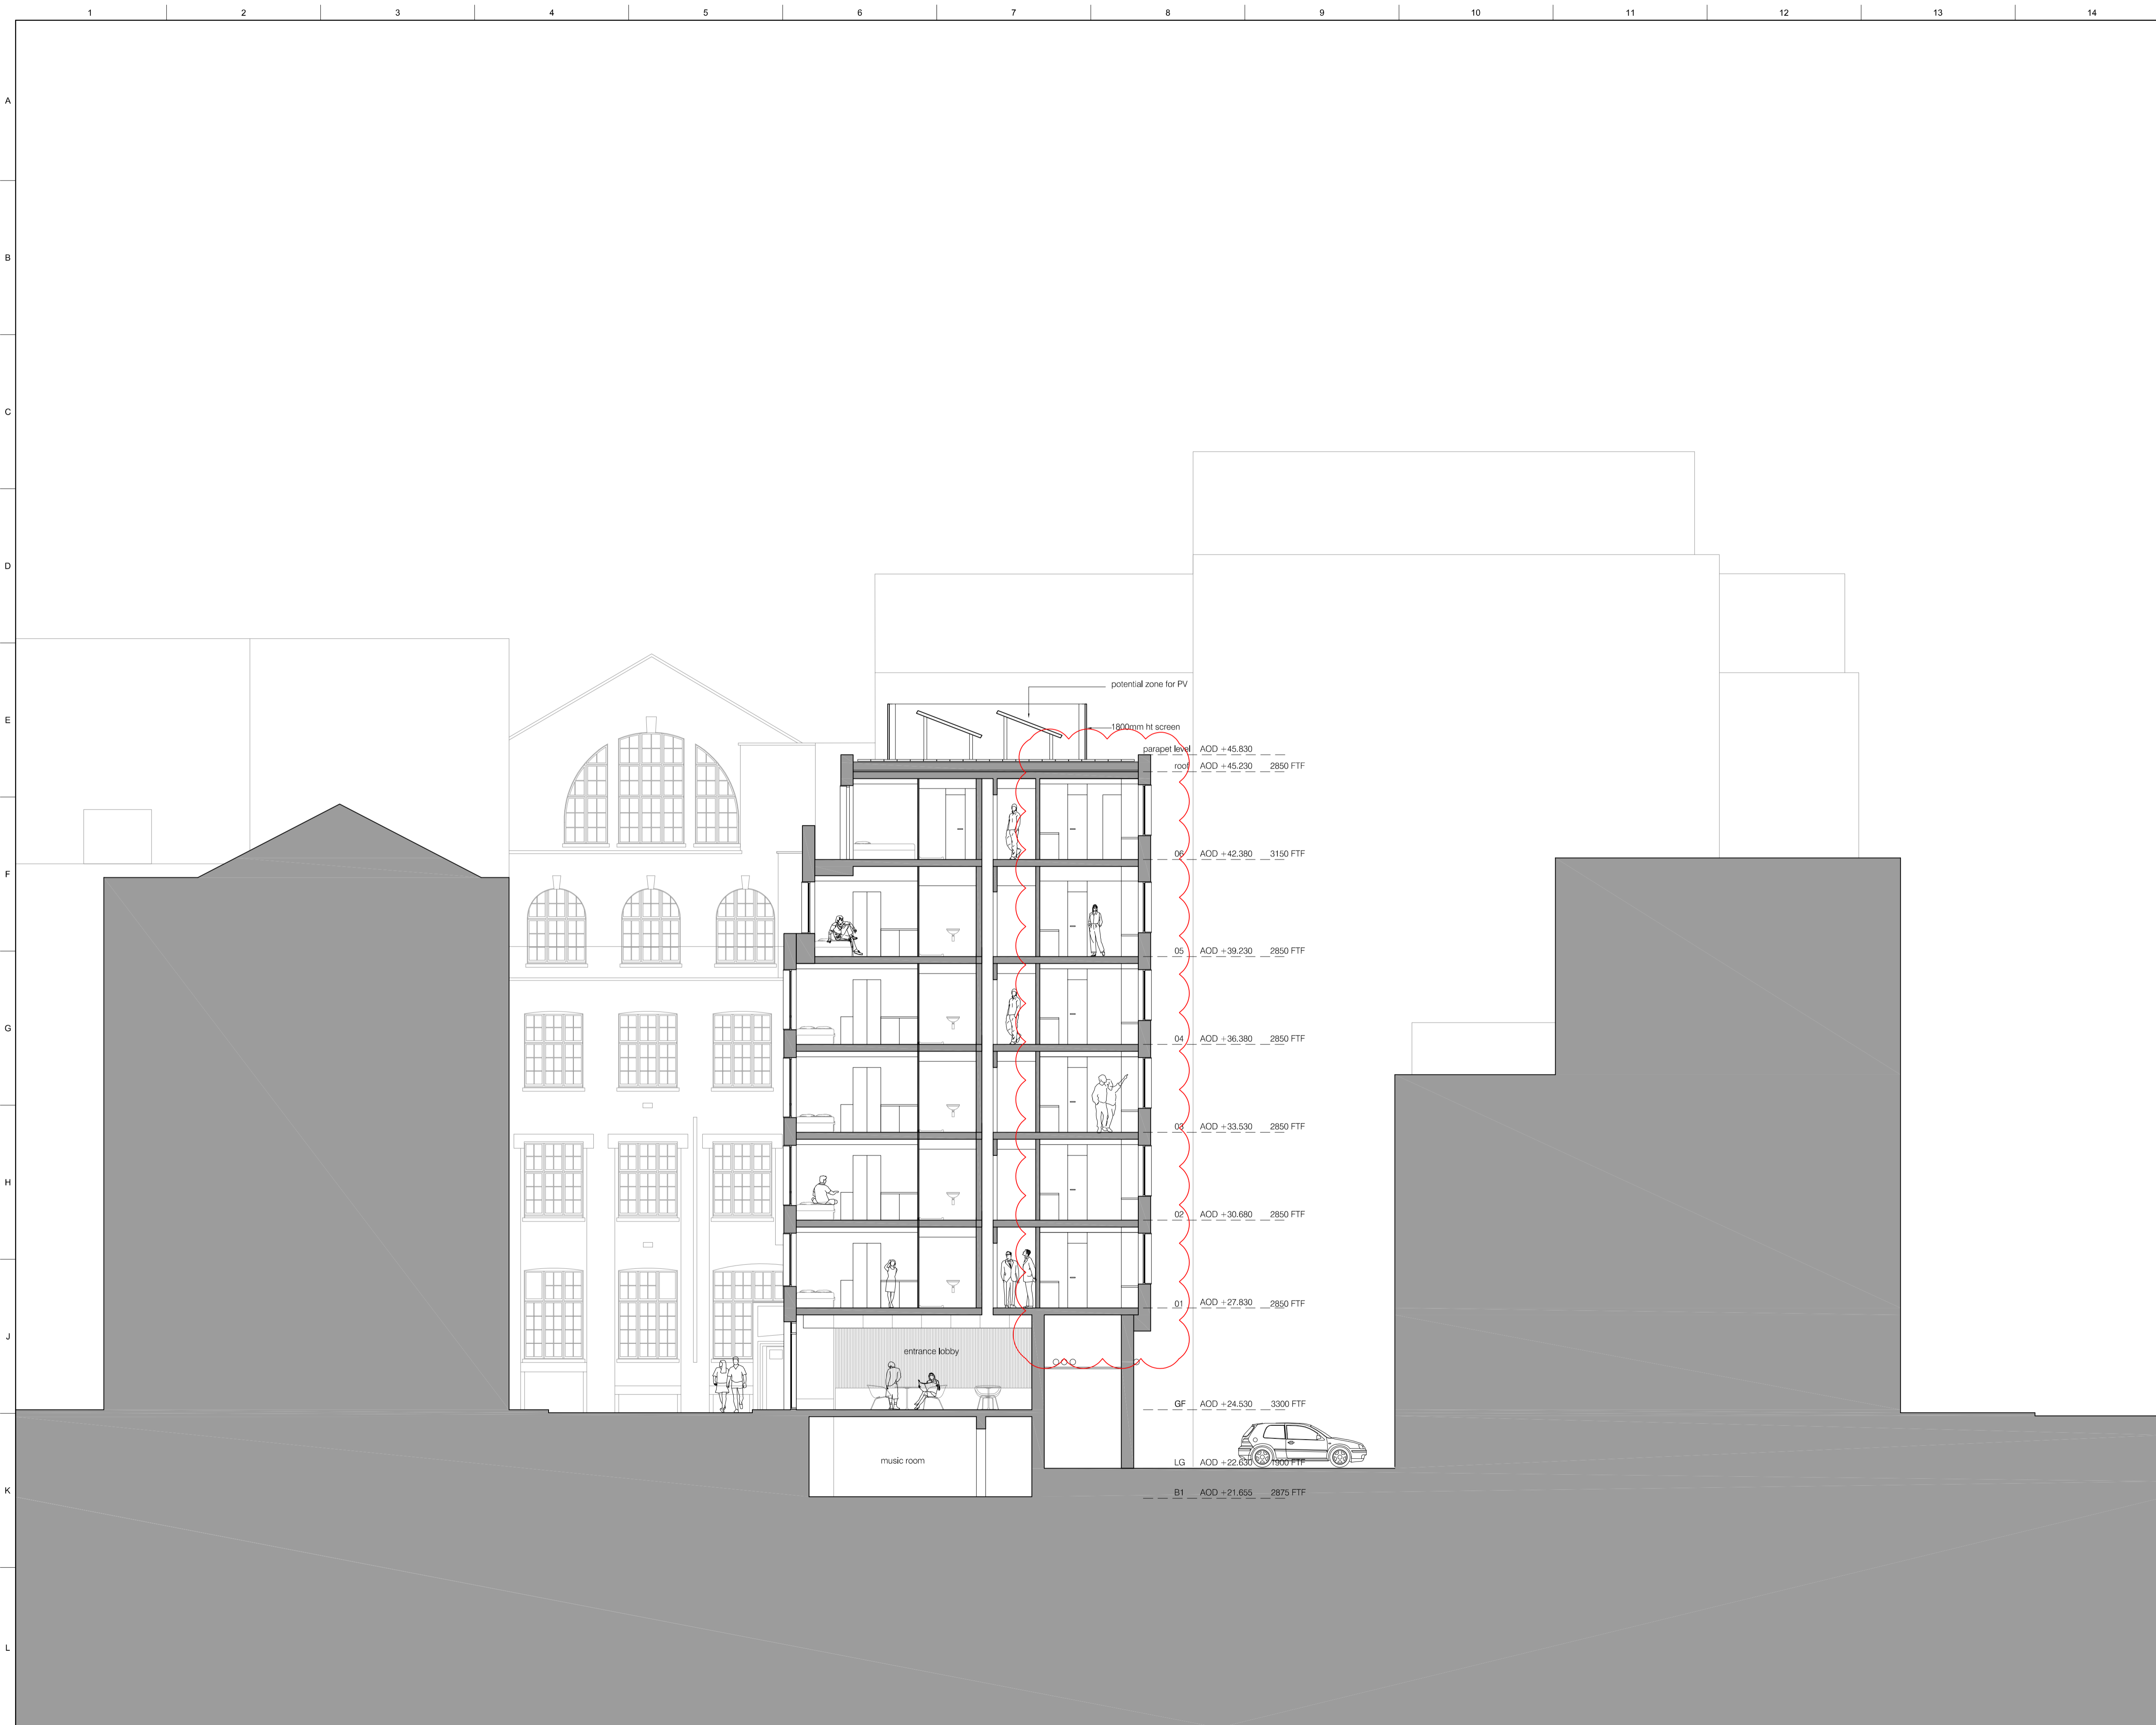 1 2 3 4 5 6 7 8 9 10 11 12 13 14
A
B
C
D
potential zone for PV
E
1800mm ht screen
parapet level AOD +45.830
roof AOD +45.230 2850 FTF
06 AOD +42.380 3150 FTF
F
05 AOD +39.230 2850 FTF
G
04 AOD +36.380 2850 FTF
03 AOD +33.530 2850 FTF
H
02 AOD +30.680 2850 FTF
01 AOD +27.830 2850 FTF
J
entrance lobby
GF AOD +24.530 3300 FTF
music room
LG AOD +22.630 1900 FTF
K
B1 AOD +21.655 2875 FTF
L